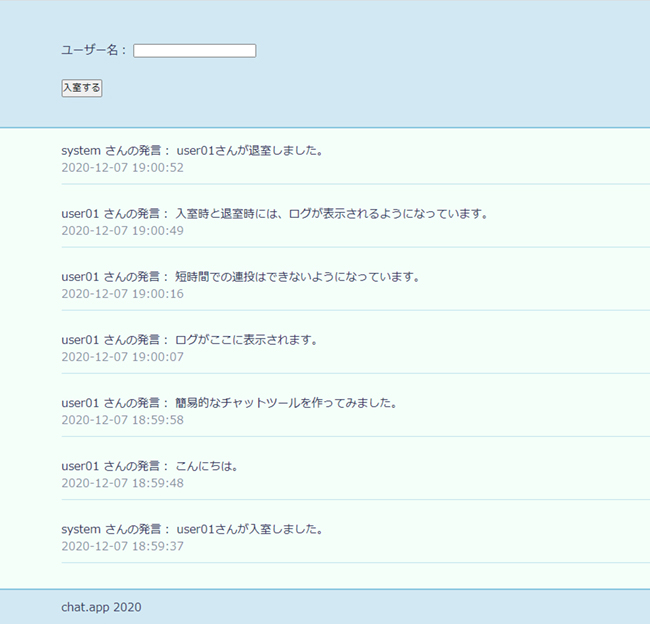 ユーザー名：
入室する
system さんの発言： user01さんが退室しました。
2020-12-07 19:00:52
user01 さんの発言： 入室時と退室時には、ログが表示されるようになっています。
2020-12-07 19:00:49
user01 さんの発言： 短時間での連投はできないようになっています。
2020-12-07 19:00:16
user01 さんの発言： ログがここに表示されます。
2020-12-07 19:00:07
user01 さんの発言： 簡易的なチャットツールを作ってみました。
2020-12-07 18:59:58
user01 さんの発言： こんにちは。
2020-12-07 18:59:48
system さんの発言： user01さんが入室しました。
2020-12-07 18:59:37
chat.app 2020